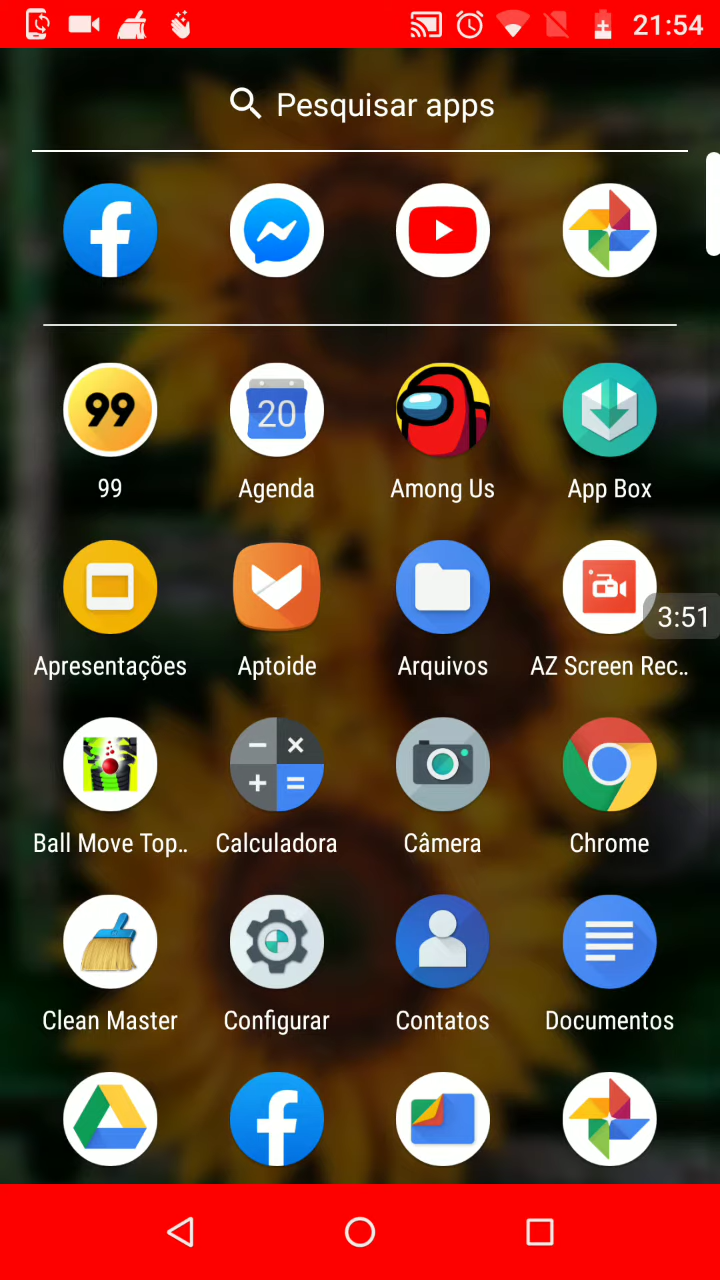 21:54
Pesquisar apps
99
20
99
Agenda
Among Us
App Box
3:51
Apresentações
Aptoide
Arquivos
AZ Screen Rec..
Ball Move Top..
Calculadora
Câmera
Chrome
Clean Master
Configurar
Contatos
Documentos